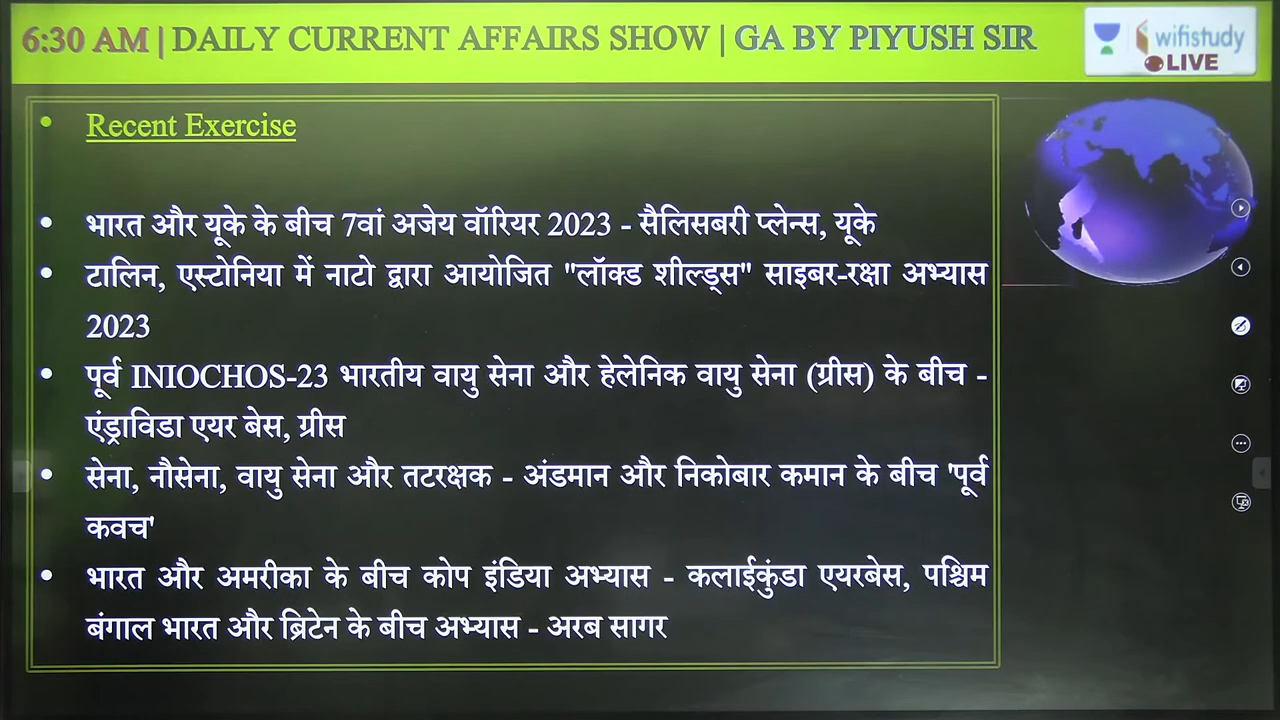 6:30 AM | DAILY CURRENT AFFAIRS SHOW | GA BY PIYUSH SIR
wifistudy
LIVE
Recent Exercise
भारत और यूके के बीच 7वां अजेय वॉरियर 2023 - सैलिसबरी प्लेन्स, यूके
टालिन, एस्टोनिया में नाटो द्वारा आयोजित "लॉक्ड शील्ड्स" साइबर-रक्षा अभ्यास
2023
पूर्व INIOCHOS-23 भारतीय वायु सेना और हेलेनिक वायु सेना (ग्रीस) के बीच -
एंड्राविडा एयर बेस, ग्रीस
सेना, नौसेना, वायु सेना और तटरक्षक - अंडमान और निकोबार कमान के बीच 'पूर्व
कवच'
भारत और अमरीका के बीच कोप इंडिया अभ्यास - कलाईकुंडा एयरबेस, पश्चिम
बंगाल भारत और ब्रिटेन के बीच अभ्यास - अरब सागर